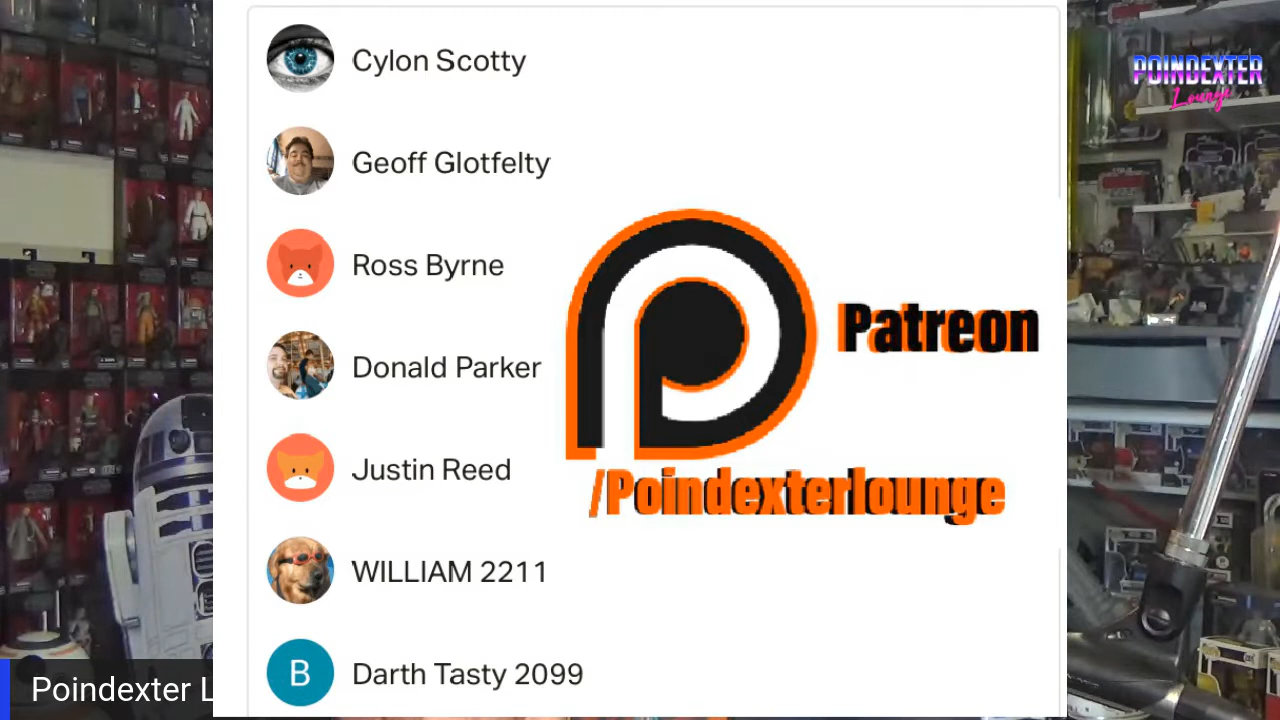 Cylon Scotty
POINDEXTER
Lounge
Geoff Glotfelty
Ross Byrne
Patreon
Donald Parker
Justin Reed
/Poindexterlounge
WILLIAM 2211
B
Darth Tasty 2099
Poindexter L